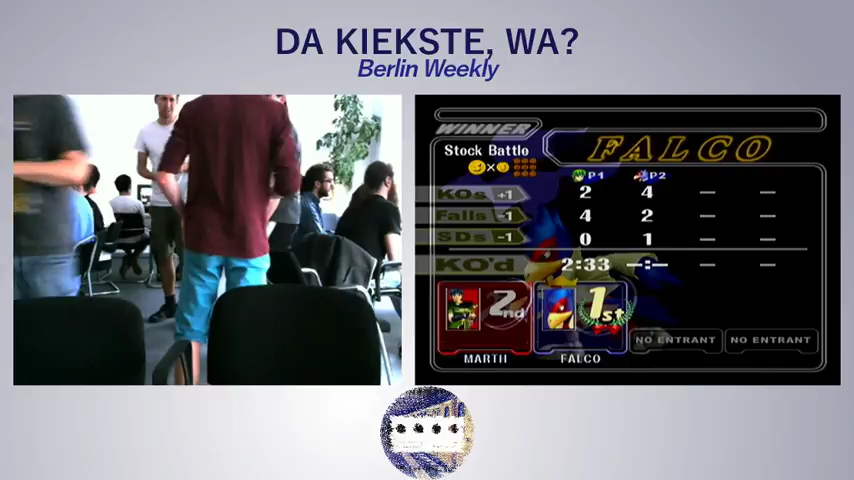 DA KIEKSTE, WA?
Berlin Weekly
WINNER
FALCO
Stock Battle
P1 P2
KOs +1 2 4 — —
Falls -1 4 2 — —
SDs -1 0 1 — —
KO'd 2:33 —:— — —
2nd 1st
NO ENTRANT NO ENTRANT
MARTH FALCO